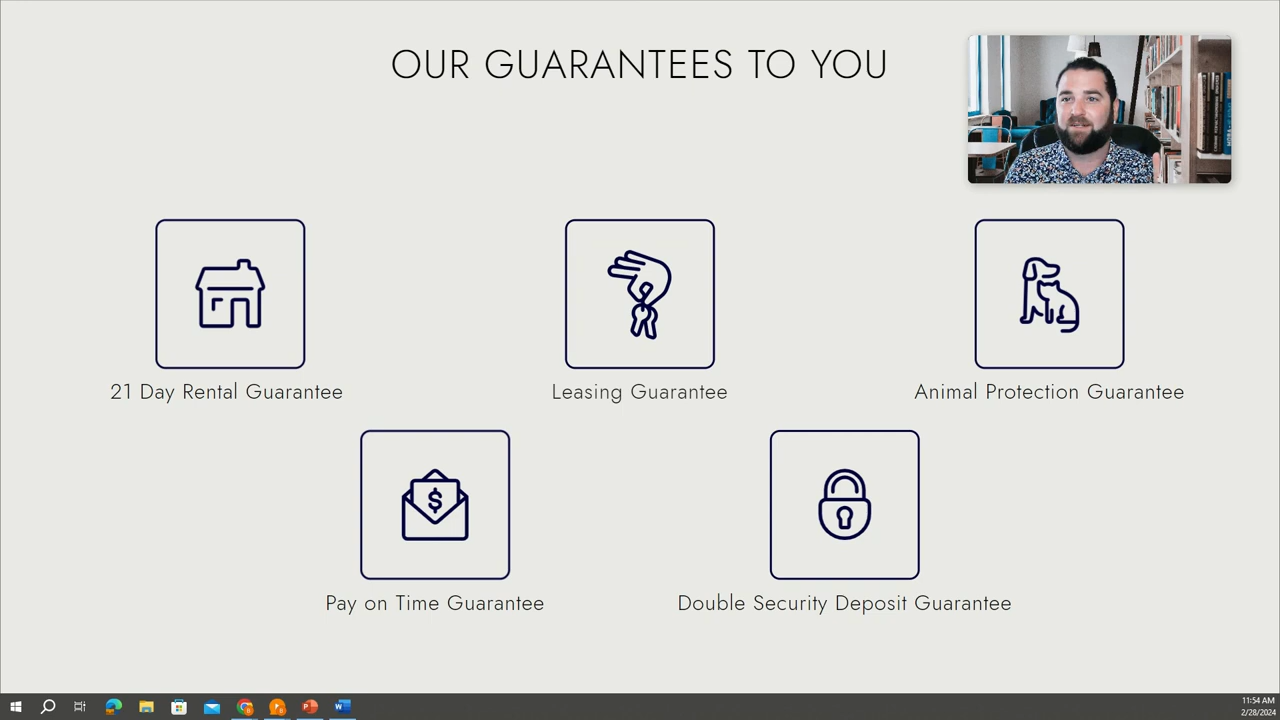 OUR GUARANTEES TO YOU
21 Day Rental Guarantee
Leasing Guarantee
Animal Protection Guarantee
$
Pay on Time Guarantee
Double Security Deposit Guarantee
11:54 AM
2/28/2024